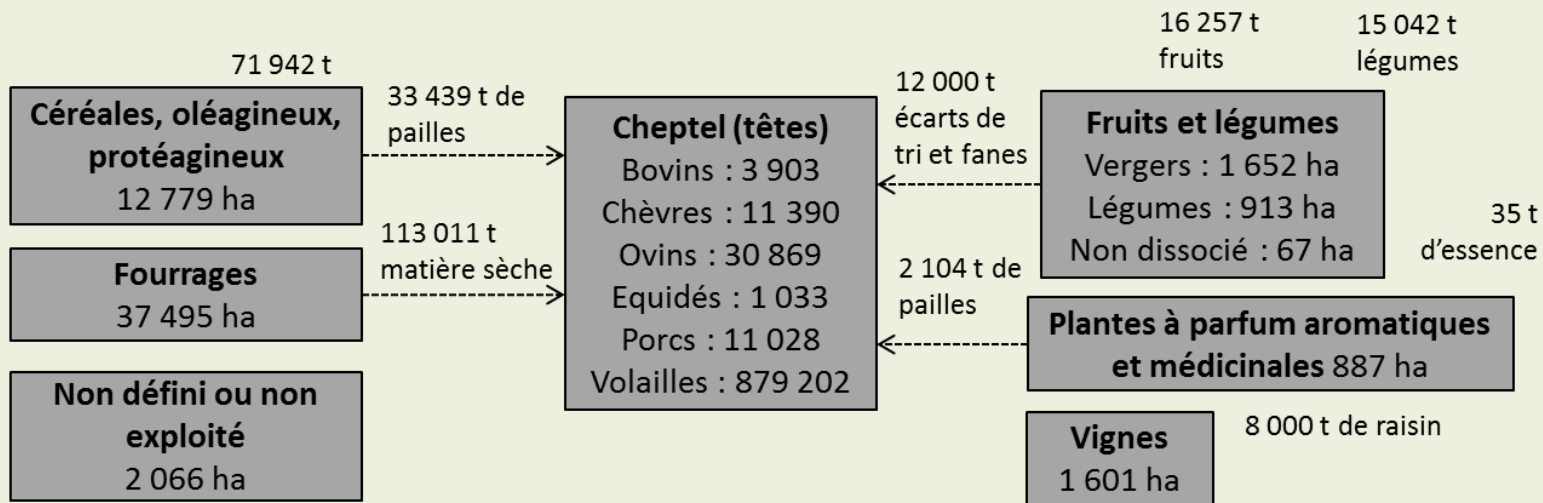 71 942 t
Céréales, oléagineux,
protéagineux
12 779 ha
33 439 t de
pailles
Fourrages
37 495 ha
113 011 t
matière sèche
Non défini ou non
exploité
2 066 ha
Cheptel (têtes)
Bovins : 3 903
Chèvres : 11 390
Ovins : 30 869
Equidés : 1 033
Porcs : 11 028
Volailles : 879 202
12 000 t
écarts de
tri et fanes
2 104 t de
pailles
16 257 t
fruits
15 042 t
légumes
Fruits et légumes
Vergers : 1 652 ha
Légumes : 913 ha
Non dissocié : 67 ha
35 t
d’essence
Plantes à parfum aromatiques
et médicinales 887 ha
Vignes
1 601 ha
8 000 t de raisin